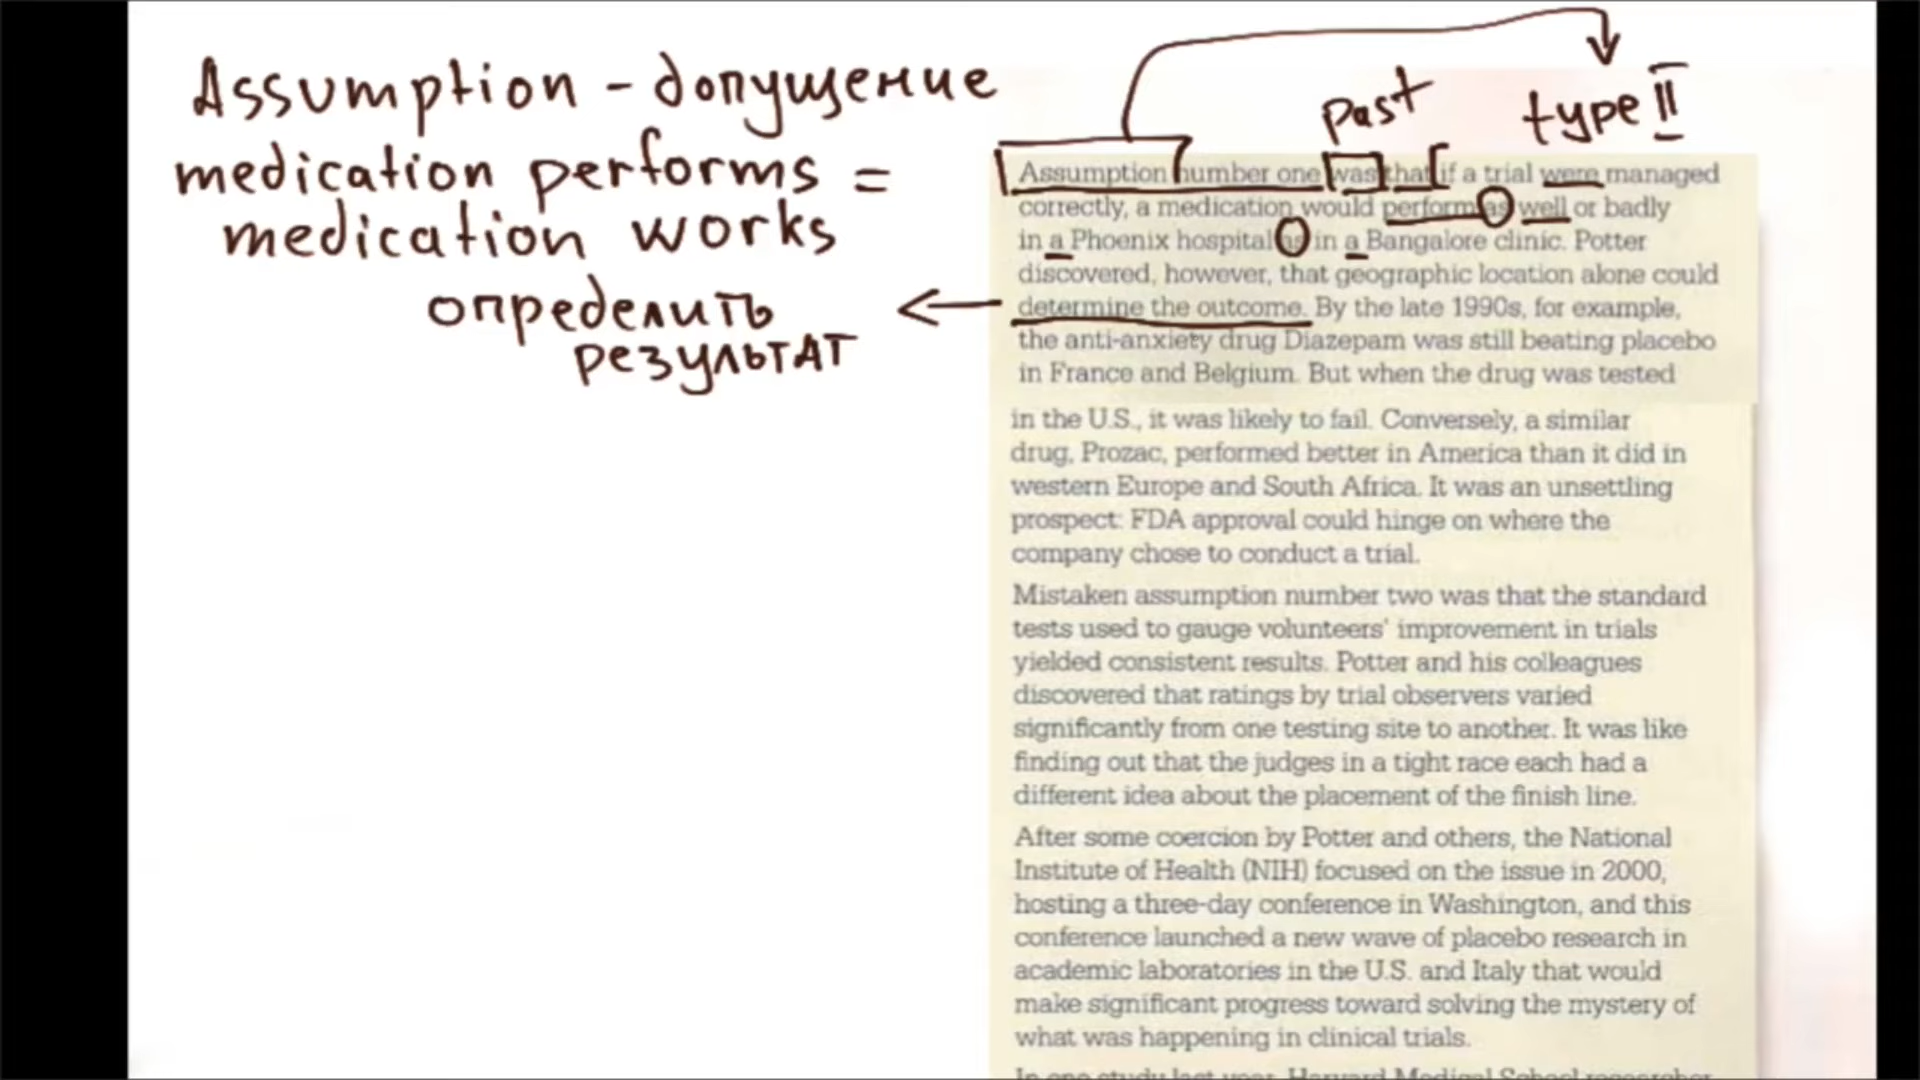 Assumption - допущение
medication performs =
medication works
определить
результат
past
type II
Assumption number one was that if a trial were managed
correctly, a medication would perform as well or badly
in a Phoenix hospital as in a Bangalore clinic. Potter
discovered, however, that geographic location alone could
determine the outcome. By the late 1990s, for example,
the anti-anxiety drug Diazepam was still beating placebo
in France and Belgium. But when the drug was tested
in the U.S., it was likely to fail. Conversely, a similar
drug, Prozac, performed better in America than it did in
western Europe and South Africa. It was an unsettling
prospect: FDA approval could hinge on where the
company chose to conduct a trial.
Mistaken assumption number two was that the standard
tests used to gauge volunteers' improvement in trials
yielded consistent results. Potter and his colleagues
discovered that ratings by trial observers varied
significantly from one testing site to another. It was like
finding out that the judges in a tight race each had a
different idea about the placement of the finish line.
After some coercion by Potter and others, the National
Institute of Health (NIH) focused on the issue in 2000,
hosting a three-day conference in Washington, and this
conference launched a new wave of placebo research in
academic laboratories in the U.S. and Italy that would
make significant progress toward solving the mystery of
what was happening in clinical trials.
In one study last year, Harvard Medical School researcher